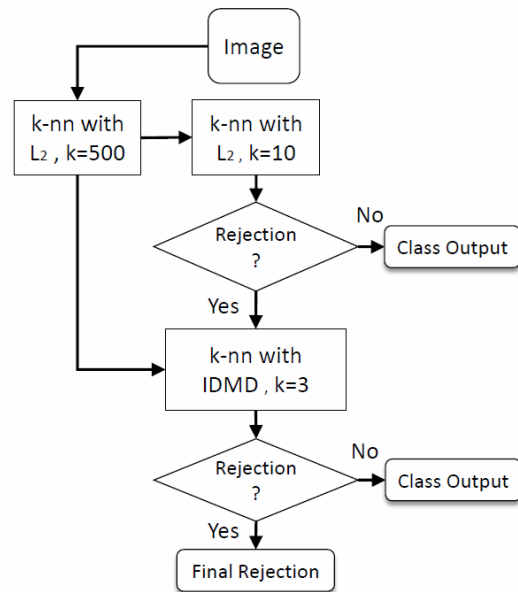 Image
k-nn with
L₂ , k=500
k-nn with
L₂ , k=10
Rejection
?
No
Class Output
Yes
k-nn with
IDMD , k=3
Rejection
?
No
Class Output
Yes
Final Rejection